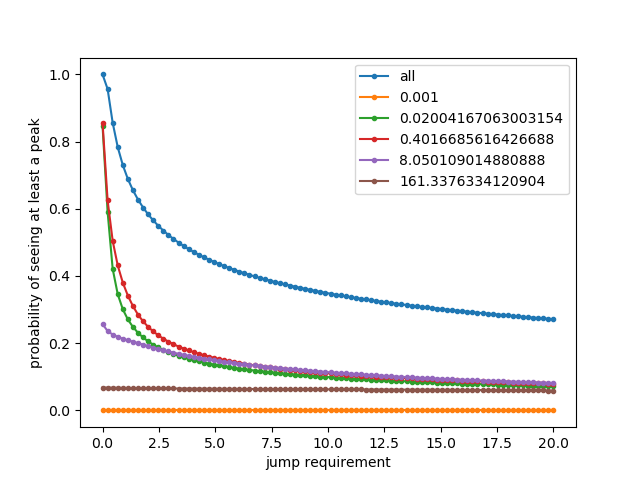 all
0.001
0.02004167063003154
0.4016685616426688
8.050109014880888
161.3376334120904
probability of seeing at least a peak
1.0
0.8
0.6
0.4
0.2
0.0
0.0 2.5 5.0 7.5 10.0 12.5 15.0 17.5 20.0
jump requirement